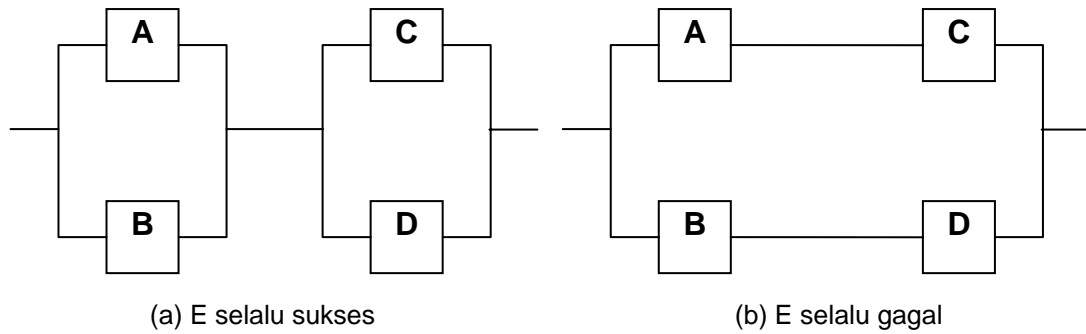 A C A C
B D B D
(a) E selalu sukses (b) E selalu gagal